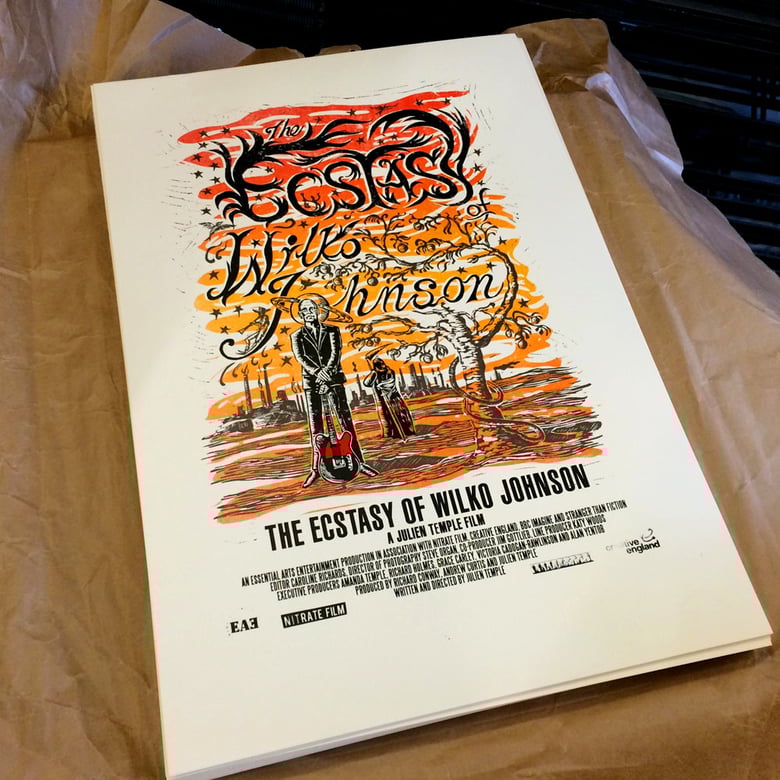 The
ECSTASY
of
Wilko
Johnson
THE ECSTASY OF WILKO JOHNSON
A JULIEN TEMPLE FILM
AN ESSENTIAL ARTS ENTERTAINMENT PRODUCTION IN ASSOCIATION WITH NITRATE FILM, CREATIVE ENGLAND, BBC IMAGINE AND STRANGER THAN FICTION
EDITOR CAROLINE RICHARDS, DIRECTOR OF PHOTOGRAPHY STEVE ORGAN, CO-PRODUCER JIM GOTTLIER, LINE PRODUCER KATY WOODS
EXECUTIVE PRODUCERS AMANDA TEMPLE, RICHARD HOLMES, GRACE CARLEY, VICTORIA CADOGAN-RAWLINSON AND ALAN YENTOB
PRODUCED BY RICHARD CONWAY, ANDREW CURTIS AND JULIEN TEMPLE
WRITTEN AND DIRECTED BY JULIEN TEMPLE
creative
england
EAE
NITRATE FILM